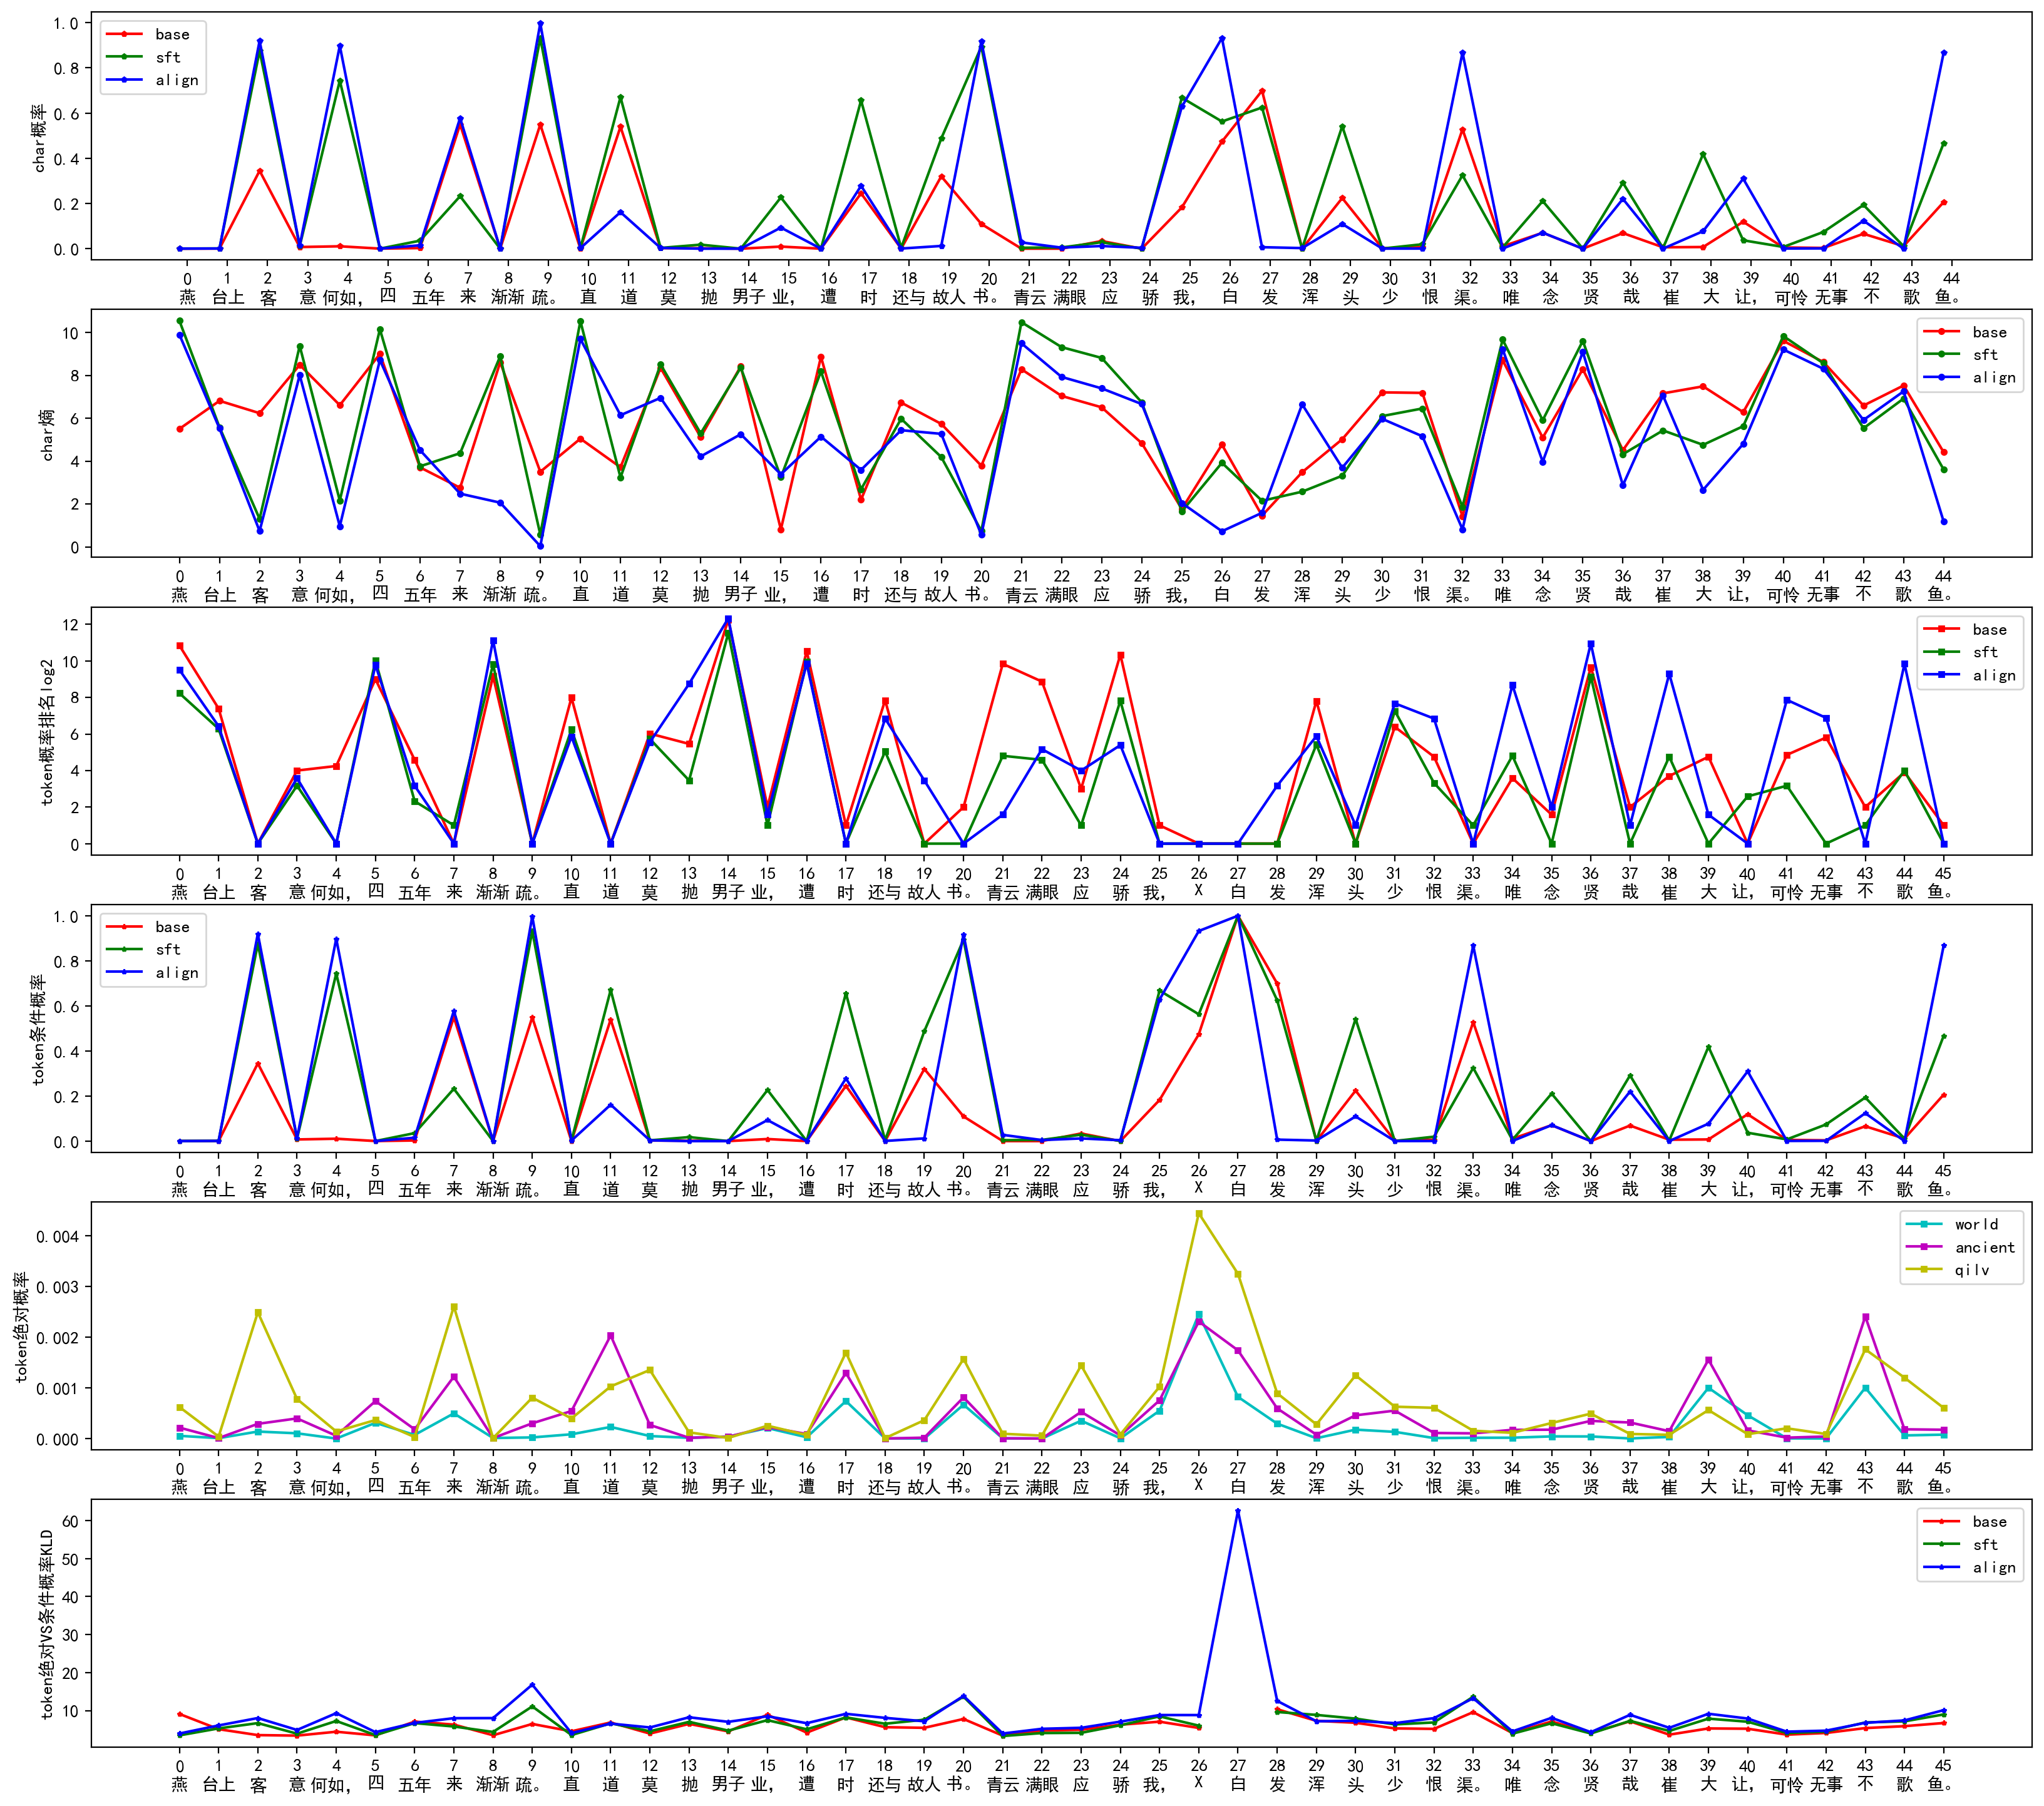 char概率
1.0
0.8
0.6
0.4
0.2
0.0
base
sft
align
0 1 2 3 4 5 6 7 8 9 10 11 12 13 14 15 16 17 18 19 20 21 22 23 24 25 26 27 28 29 30 31 32 33 34 35 36 37 38 39 40 41 42 43 44
燕 台上 客 意 何如, 四 五年 来 渐渐 疏。 直 道 莫 抛 男子 业, 遭 时 还与 故人 书。 青云 满眼 应 骄 我, 白 发 浑 头 少 恨 渠。 唯 念 贤 哉 崔 大 让, 可怜 无事 不 歌 鱼。
char熵
10
8
6
4
2
0
base
sft
align
0 1 2 3 4 5 6 7 8 9 10 11 12 13 14 15 16 17 18 19 20 21 22 23 24 25 26 27 28 29 30 31 32 33 34 35 36 37 38 39 40 41 42 43 44
燕 台上 客 意 何如, 四 五年 来 渐渐 疏。 直 道 莫 抛 男子 业, 遭 时 还与 故人 书。 青云 满眼 应 骄 我, 白 发 浑 头 少 恨 渠。 唯 念 贤 哉 崔 大 让, 可怜 无事 不 歌 鱼。
token概率排名log2
12
10
8
6
4
2
0
base
sft
align
0 1 2 3 4 5 6 7 8 9 10 11 12 13 14 15 16 17 18 19 20 21 22 23 24 25 26 27 28 29 30 31 32 33 34 35 36 37 38 39 40 41 42 43 44 45
燕 台上 客 意 何如, 四 五年 来 渐渐 疏。 直 道 莫 抛 男子 业, 遭 时 还与 故人 书。 青云 满眼 应 骄 我, X 白 发 浑 头 少 恨 渠。 唯 念 贤 哉 崔 大 让, 可怜 无事 不 歌 鱼。
token条件概率
1.0
0.8
0.6
0.4
0.2
0.0
base
sft
align
0 1 2 3 4 5 6 7 8 9 10 11 12 13 14 15 16 17 18 19 20 21 22 23 24 25 26 27 28 29 30 31 32 33 34 35 36 37 38 39 40 41 42 43 44 45
燕 台上 客 意 何如, 四 五年 来 渐渐 疏。 直 道 莫 抛 男子 业, 遭 时 还与 故人 书。 青云 满眼 应 骄 我, X 白 发 浑 头 少 恨 渠。 唯 念 贤 哉 崔 大 让, 可怜 无事 不 歌 鱼。
token绝对概率
0.004
0.003
0.002
0.001
0.000
world
ancient
qilv
0 1 2 3 4 5 6 7 8 9 10 11 12 13 14 15 16 17 18 19 20 21 22 23 24 25 26 27 28 29 30 31 32 33 34 35 36 37 38 39 40 41 42 43 44 45
燕 台上 客 意 何如, 四 五年 来 渐渐 疏。 直 道 莫 抛 男子 业, 遭 时 还与 故人 书。 青云 满眼 应 骄 我, X 白 发 浑 头 少 恨 渠。 唯 念 贤 哉 崔 大 让, 可怜 无事 不 歌 鱼。
token绝对VS条件概率KLD
60
50
40
30
20
10
base
sft
align
0 1 2 3 4 5 6 7 8 9 10 11 12 13 14 15 16 17 18 19 20 21 22 23 24 25 26 27 28 29 30 31 32 33 34 35 36 37 38 39 40 41 42 43 44 45
燕 台上 客 意 何如, 四 五年 来 渐渐 疏。 直 道 莫 抛 男子 业, 遭 时 还与 故人 书。 青云 满眼 应 骄 我, X 白 发 浑 头 少 恨 渠。 唯 念 贤 哉 崔 大 让, 可怜 无事 不 歌 鱼。